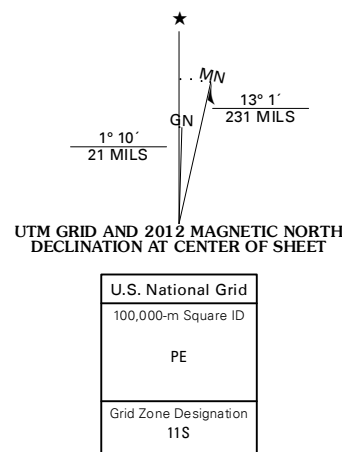 ★
MN
GN
13° 1´
231 MILS
1° 10´
21 MILS
UTM GRID AND 2012 MAGNETIC NORTH
DECLINATION AT CENTER OF SHEET
U.S. National Grid
100,000-m Square ID
PE
Grid Zone Designation
11S